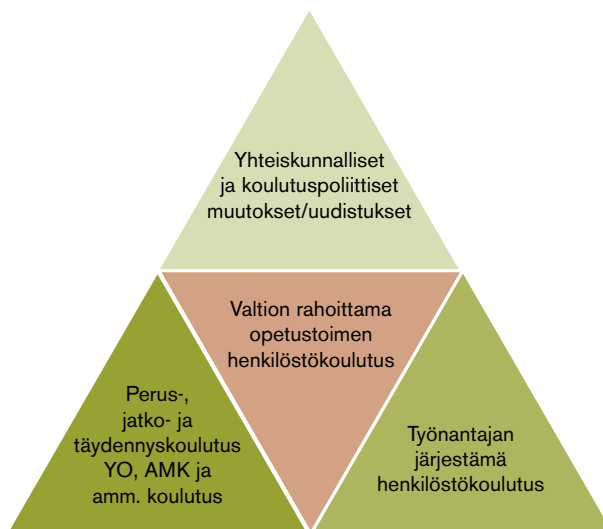 Yhteiskunnalliset
ja koulutuspoliittiset
muutokset/uudistukset
Valtion rahoittama
opetustoimen
henkilöstökoulutus
Perus-,
jatko- ja
täydennyskoulutus
YO, AMK ja
amm. koulutus
Työnantajan
järjestämä
henkilöstökoulutus